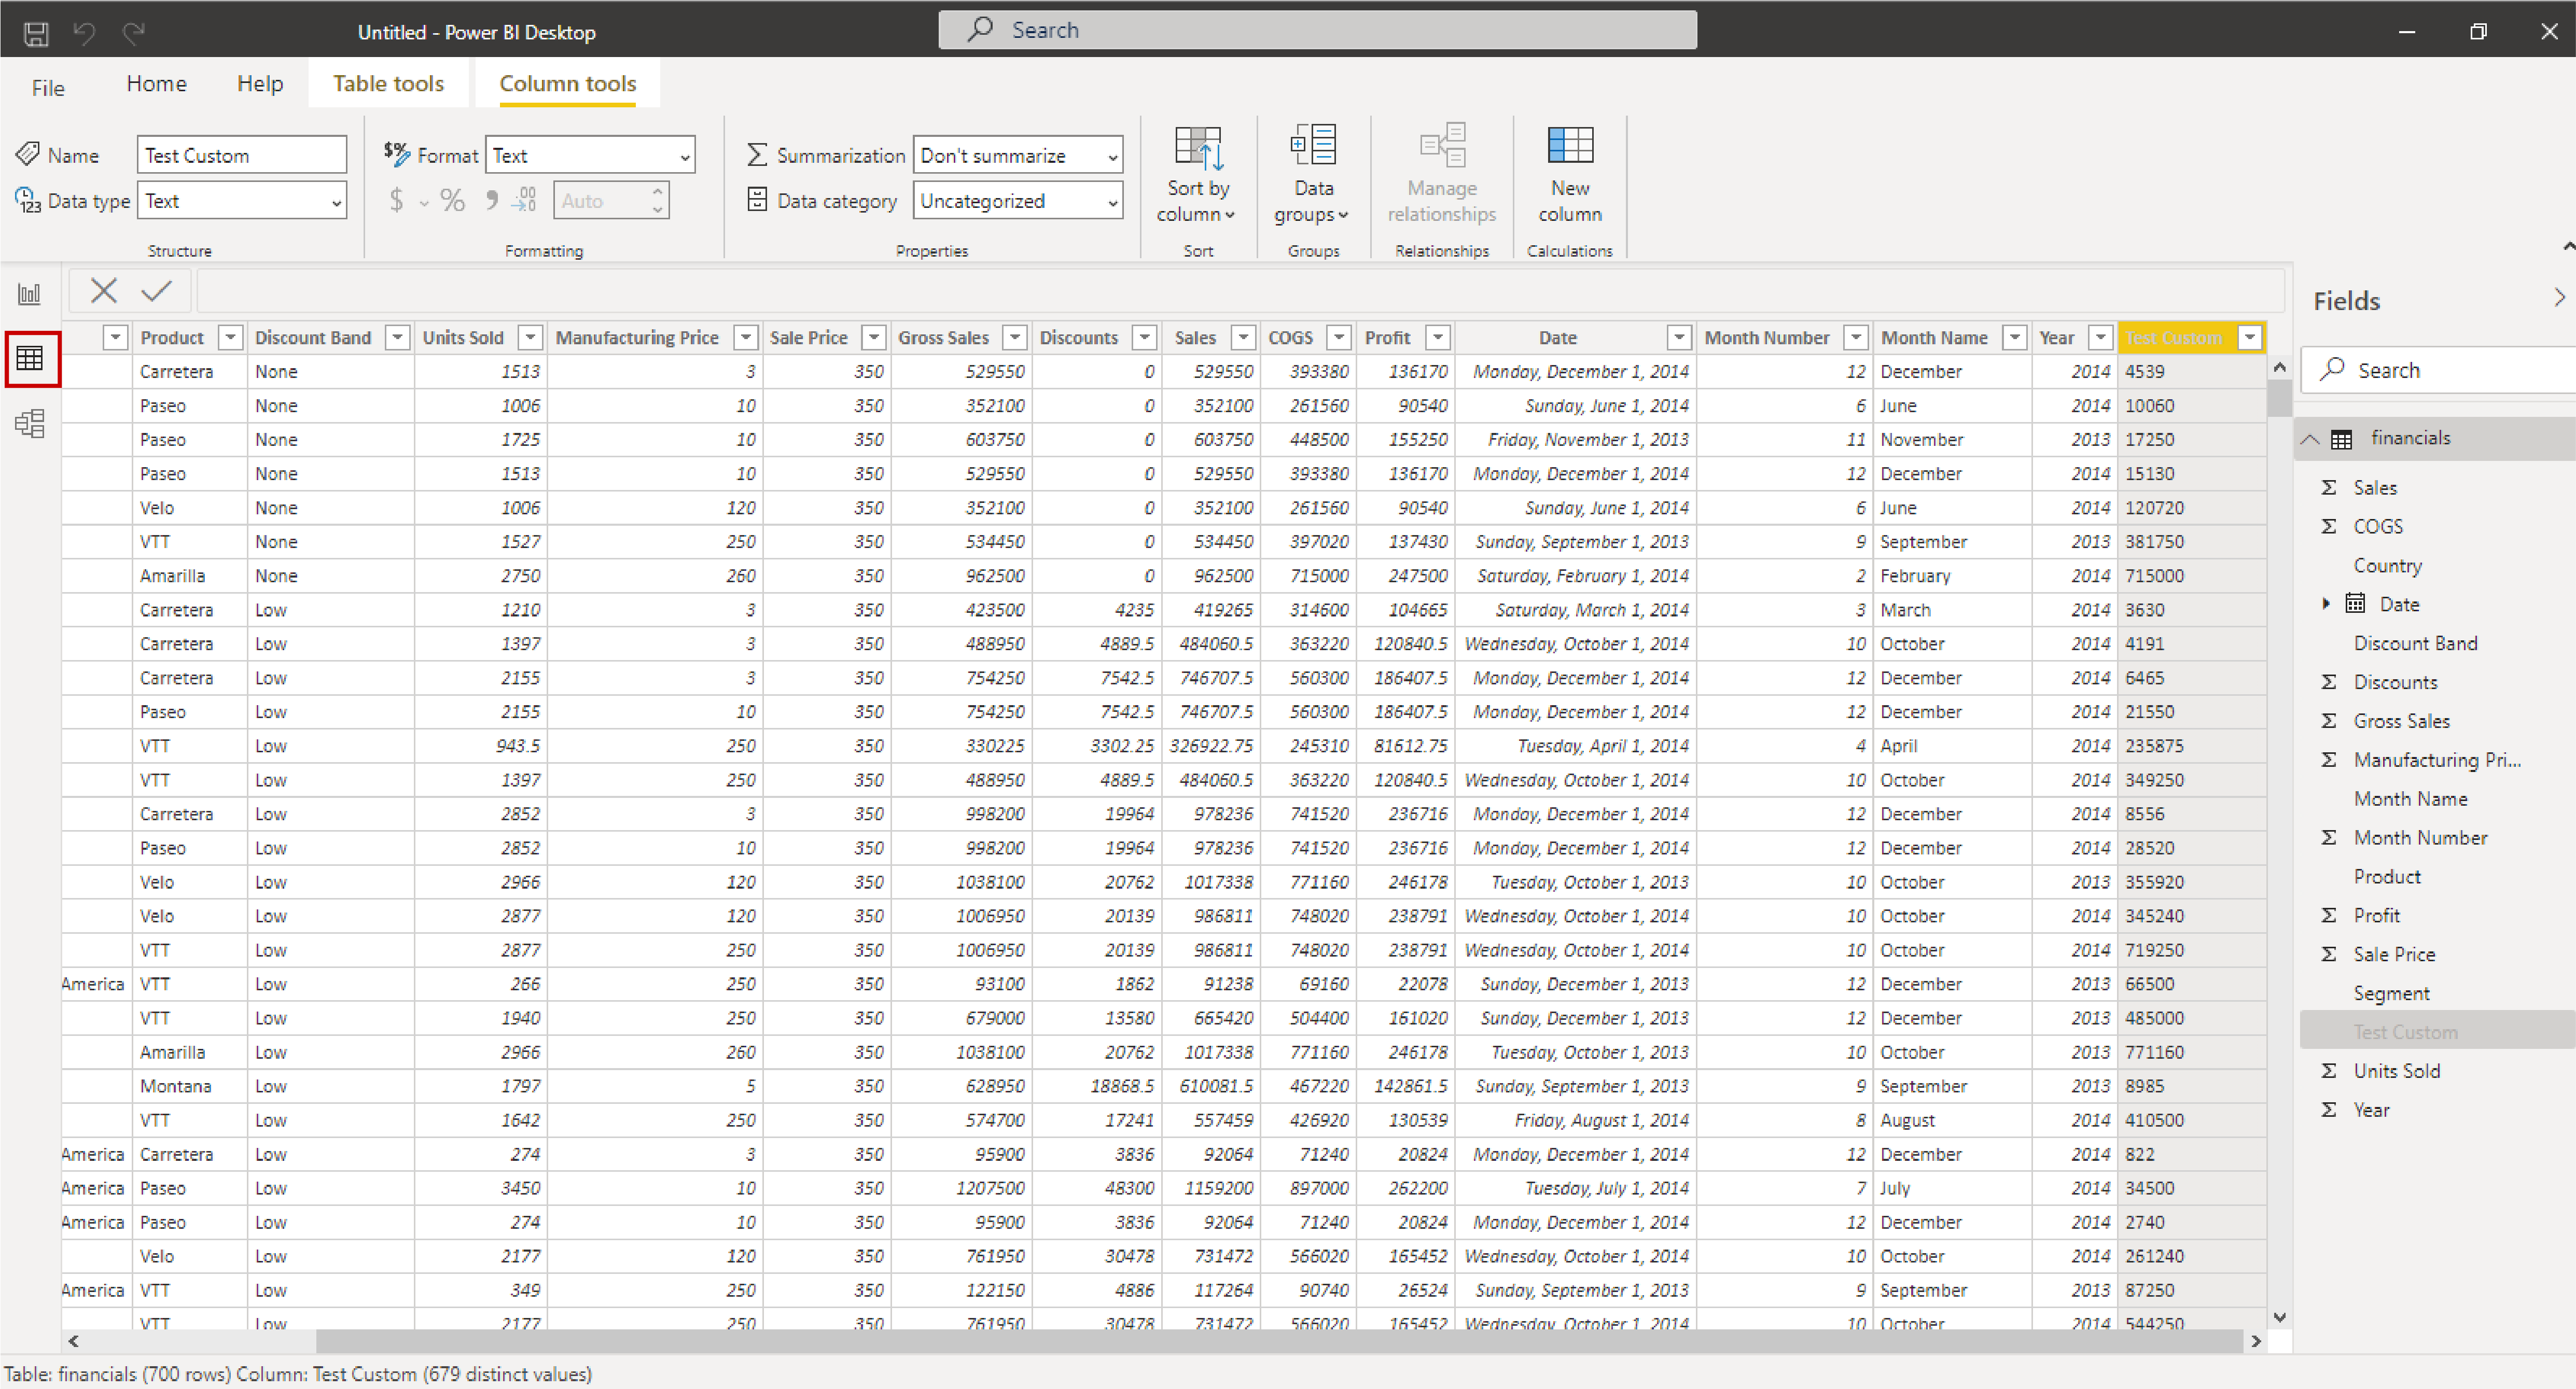 Untitled - Power BI Desktop Search
File Home Help Table tools Column tools
Name Test Custom $% Format Text Summarization Don't summarize
Data type Text $ % 9 .00 Auto Data category Uncategorized
Sort by column Data groups Manage relationships New column
Structure Formatting Properties Sort Groups Relationships Calculations
Product Discount Band Units Sold Manufacturing Price Sale Price Gross Sales Discounts Sales COGS Profit Date Month Number Month Name Year Test Custom
Carretera None 1513 3 350 529550 0 529550 393380 136170 Monday, December 1, 2014 12 December 2014 4539
Paseo None 1006 10 350 352100 0 352100 261560 90540 Sunday, June 1, 2014 6 June 2014 10060
Paseo None 1725 10 350 603750 0 603750 448500 155250 Friday, November 1, 2013 11 November 2013 17250
Paseo None 1513 10 350 529550 0 529550 393380 136170 Monday, December 1, 2014 12 December 2014 15130
Velo None 1006 120 350 352100 0 352100 261560 90540 Sunday, June 1, 2014 6 June 2014 120720
VTT None 1527 250 350 534450 0 534450 397020 137430 Sunday, September 1, 2013 9 September 2013 381750
Amarilla None 2750 260 350 962500 0 962500 715000 247500 Saturday, February 1, 2014 2 February 2014 715000
Carretera Low 1210 3 350 423500 4235 419265 314600 104665 Saturday, March 1, 2014 3 March 2014 3630
Carretera Low 1397 3 350 488950 4889.5 484060.5 363220 120840.5 Wednesday, October 1, 2014 10 October 2014 4191
Carretera Low 2155 3 350 754250 7542.5 746707.5 560300 186407.5 Monday, December 1, 2014 12 December 2014 6465
Paseo Low 2155 10 350 754250 7542.5 746707.5 560300 186407.5 Monday, December 1, 2014 12 December 2014 21550
VTT Low 943.5 250 350 330225 3302.25 326922.75 245310 81612.75 Tuesday, April 1, 2014 4 April 2014 235875
VTT Low 1397 250 350 488950 4889.5 484060.5 363220 120840.5 Wednesday, October 1, 2014 10 October 2014 349250
Carretera Low 2852 3 350 998200 19964 978236 741520 236716 Monday, December 1, 2014 12 December 2014 8556
Paseo Low 2852 10 350 998200 19964 978236 741520 236716 Monday, December 1, 2014 12 December 2014 28520
Velo Low 2966 120 350 1038100 20762 1017338 771160 246178 Tuesday, October 1, 2013 10 October 2013 355920
Velo Low 2877 120 350 1006950 20139 986811 748020 238791 Wednesday, October 1, 2014 10 October 2014 345240
VTT Low 2877 250 350 1006950 20139 986811 748020 238791 Wednesday, October 1, 2014 10 October 2014 719250
America VTT Low 266 250 350 93100 1862 91238 69160 22078 Sunday, December 1, 2013 12 December 2013 66500
VTT Low 1940 250 350 679000 13580 665420 504400 161020 Sunday, December 1, 2013 12 December 2013 485000
Amarilla Low 2966 260 350 1038100 20762 1017338 771160 246178 Tuesday, October 1, 2013 10 October 2013 771160
Montana Low 1797 5 350 628950 18868.5 610081.5 467220 142861.5 Sunday, September 1, 2013 9 September 2013 8985
VTT Low 1642 250 350 574700 17241 557459 426920 130539 Friday, August 1, 2014 8 August 2014 410500
America Carretera Low 274 3 350 95900 3836 92064 71240 20824 Monday, December 1, 2014 12 December 2014 822
America Paseo Low 3450 10 350 1207500 48300 1159200 897000 262200 Tuesday, July 1, 2014 7 July 2014 34500
America Paseo Low 274 10 350 95900 3836 92064 71240 20824 Monday, December 1, 2014 12 December 2014 2740
Velo Low 2177 120 350 761950 30478 731472 566020 165452 Wednesday, October 1, 2014 10 October 2014 261240
America VTT Low 349 250 350 122150 4886 117264 90740 26524 Sunday, September 1, 2013 9 September 2013 87250
VTT Low 2177 250 350 761950 30478 731472 566020 165452 Wednesday, October 1, 2014 10 October 2014 544250
Fields
Search
financials
Sales
COGS
Country
Date
Discount Band
Discounts
Gross Sales
Manufacturing Pri...
Month Name
Month Number
Product
Profit
Sale Price
Segment
Test Custom
Units Sold
Year
Table: financials (700 rows) Column: Test Custom (679 distinct values)